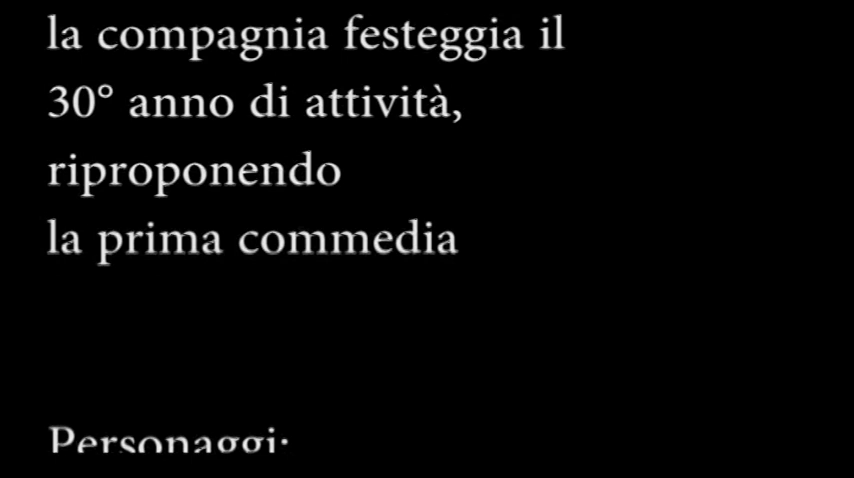 la compagnia festeggia il
30° anno di attività,
riproponendo
la prima commedia
Personaggi: